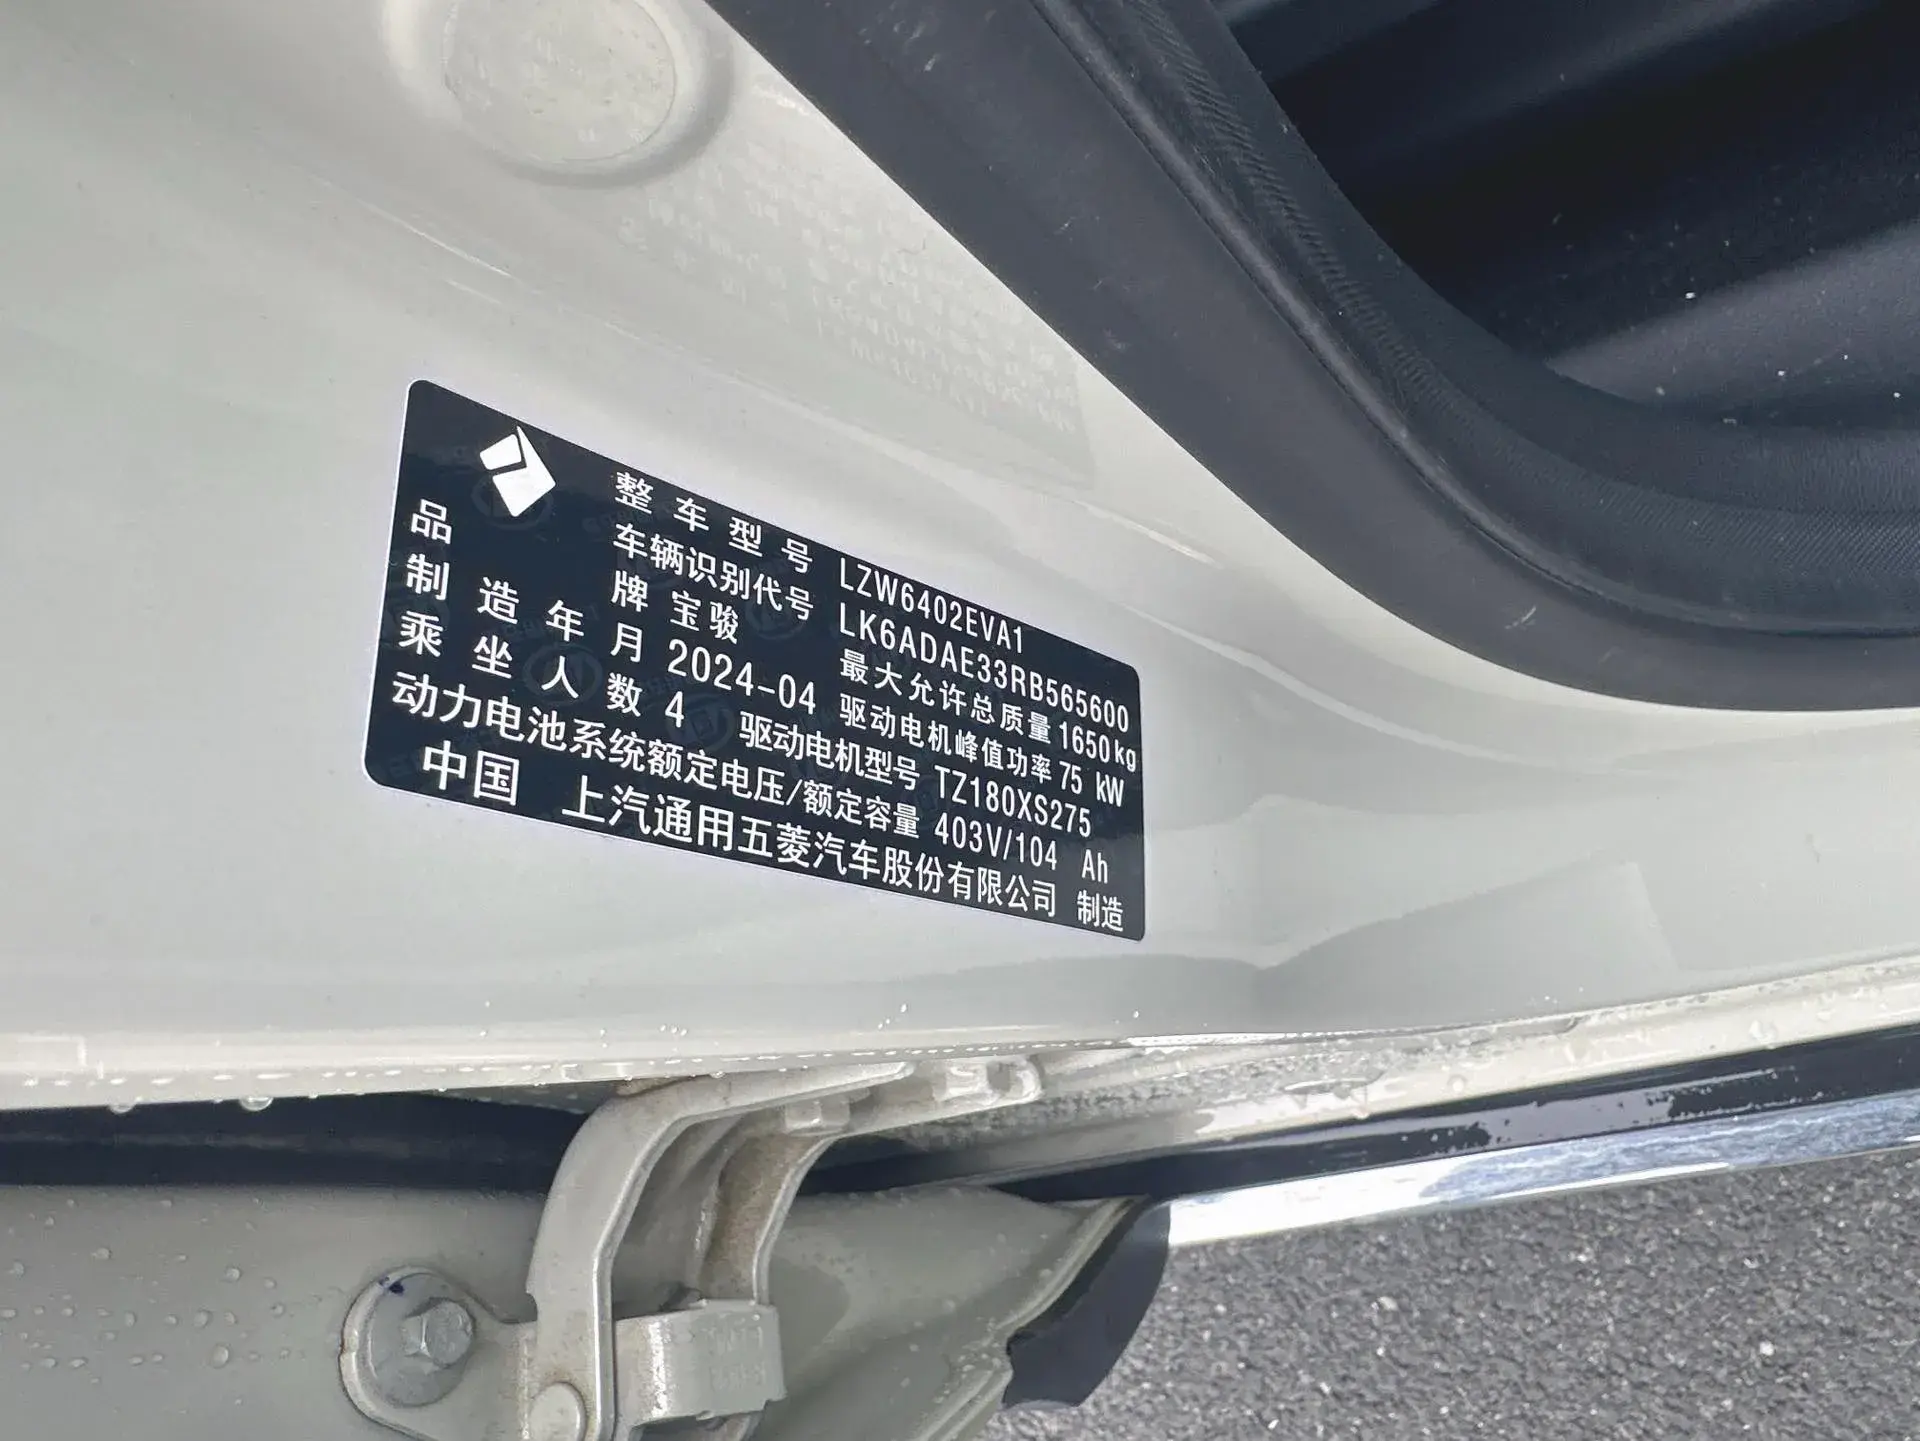 整车型号 LZW6402EVA1
车辆识别代号 LK6ADAE33RB565600
品牌 宝骏 最大允许总质量 1650kg
制造年月 2024-04 驱动电机峰值功率 75 kW
乘坐人数 4 驱动电机型号 TZ180XS275
动力电池系统额定电压/额定容量 403V/104 Ah
中国 上汽通用五菱汽车股份有限公司 制造